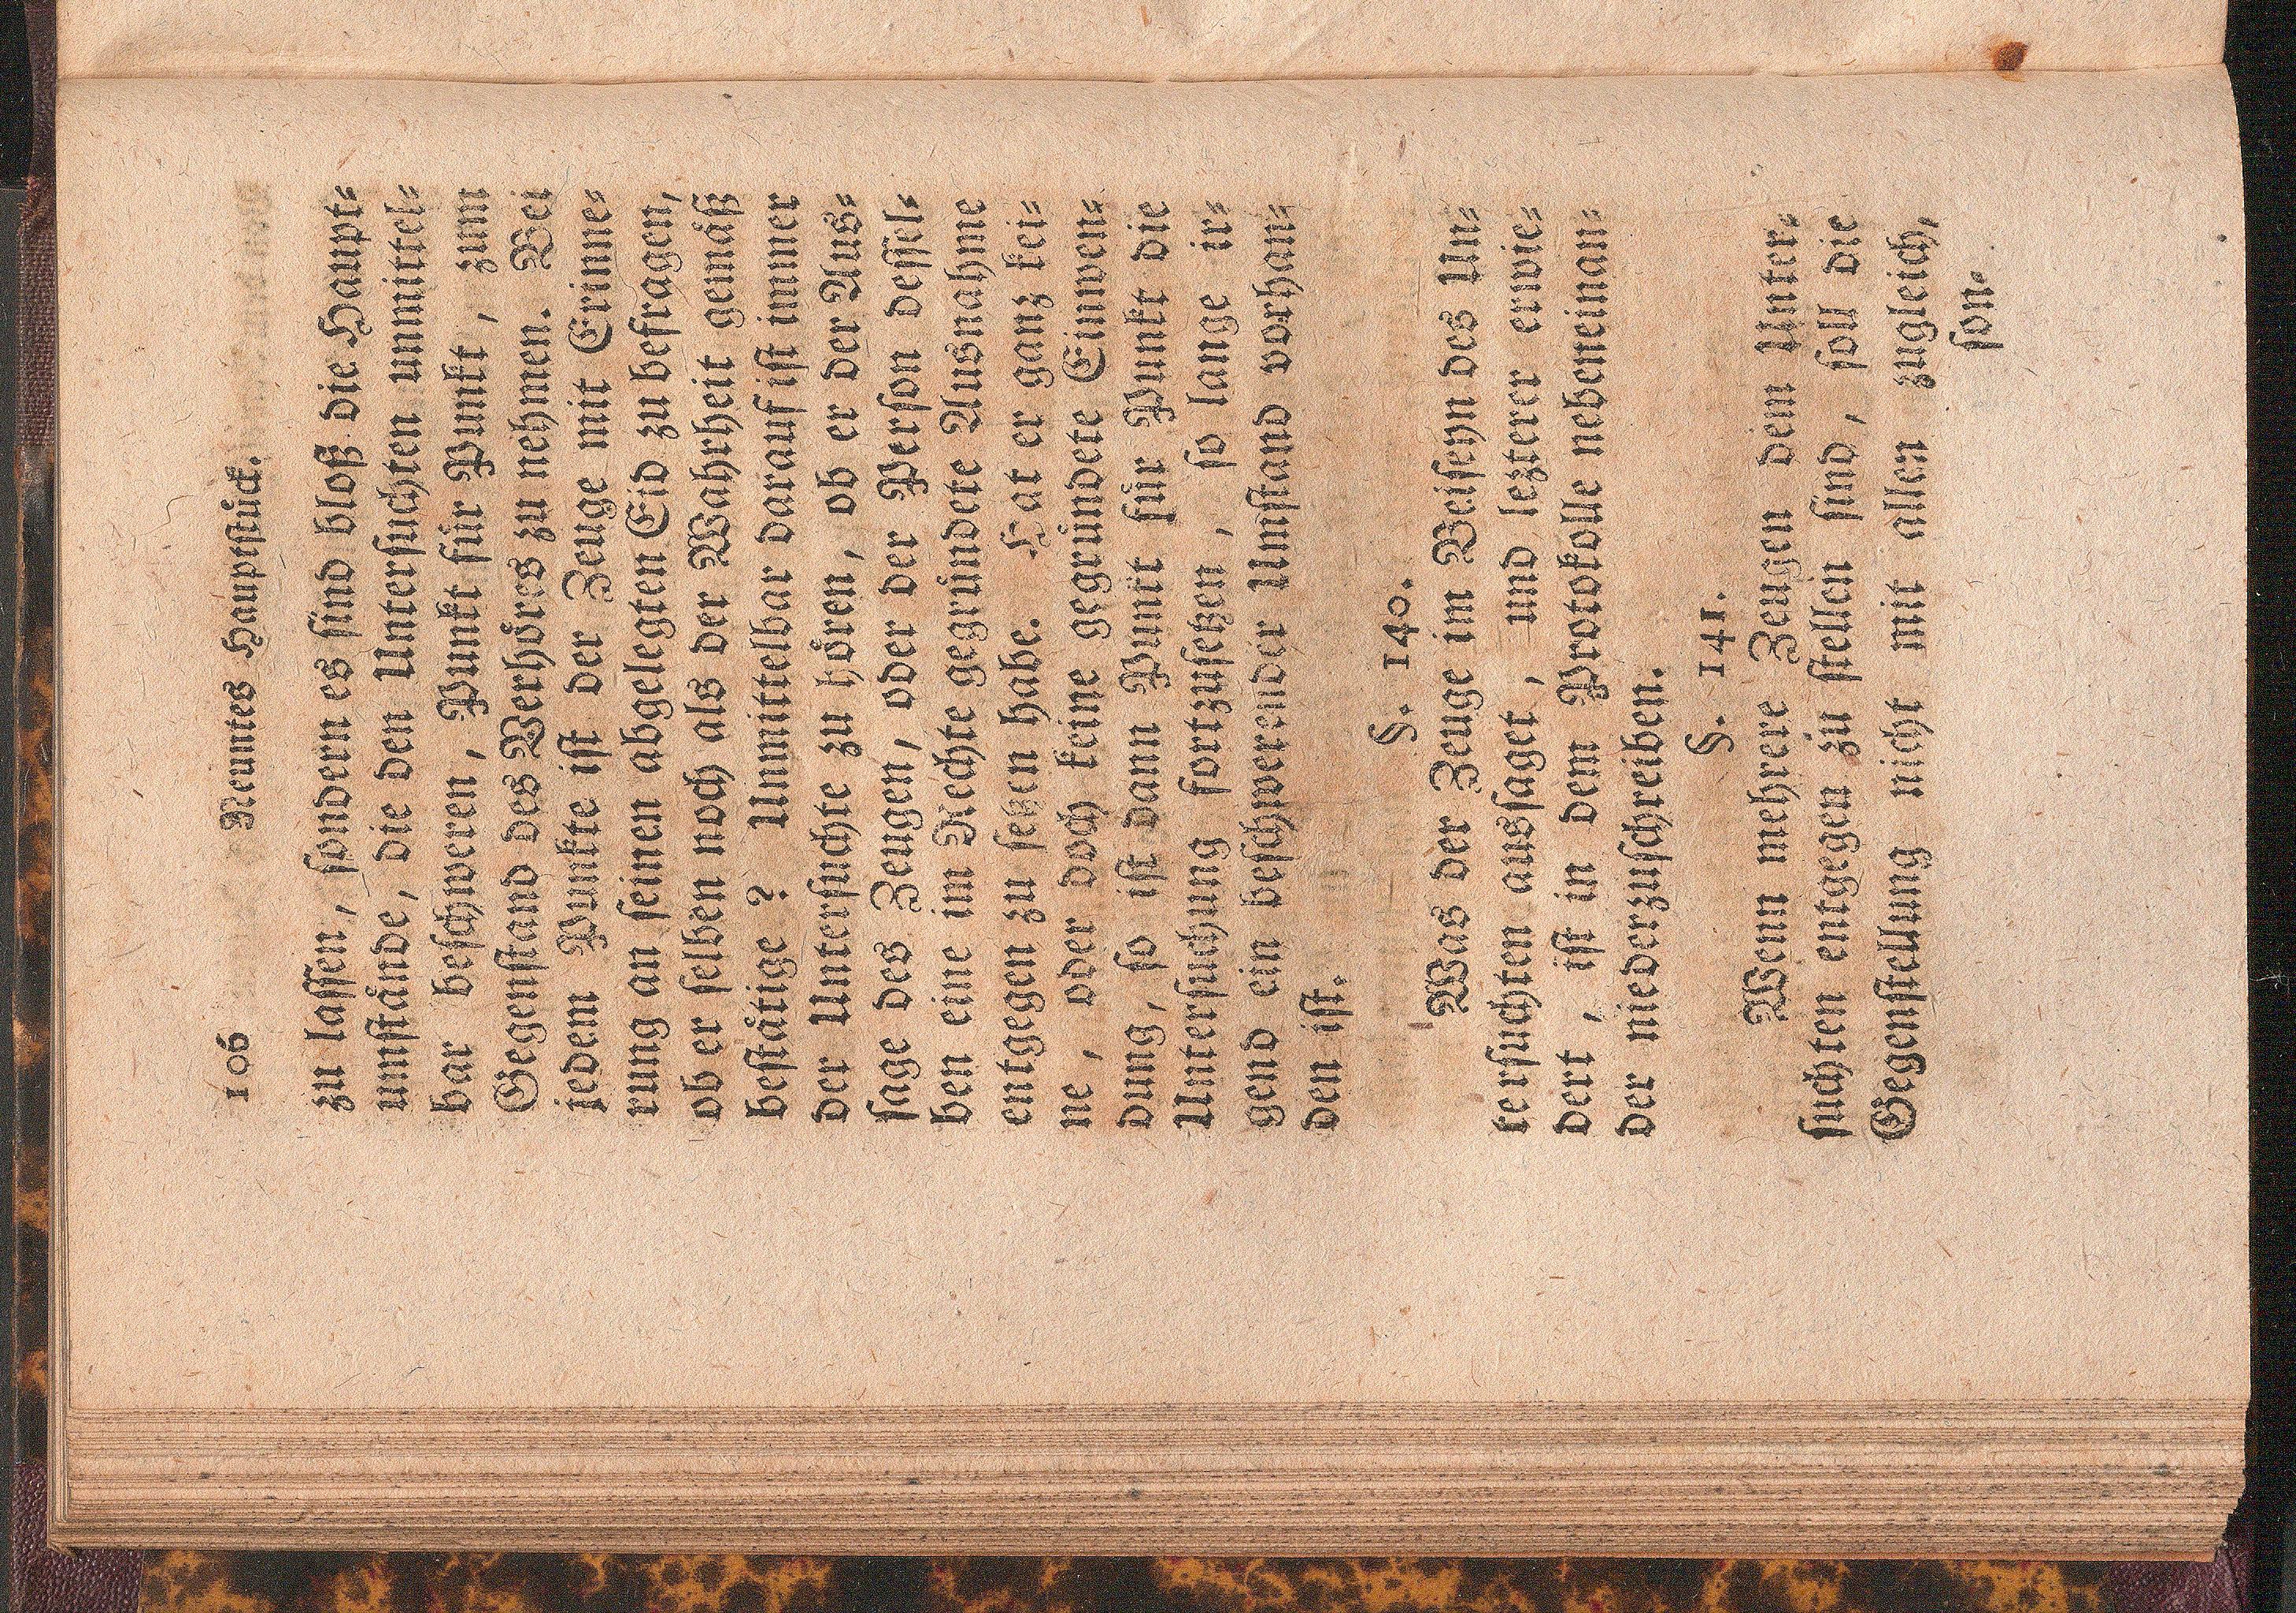 106 Neuntes Hauptstück.
zu lassen, sondern es sind bloß die Haupt-
umstände, die den Untersuchten unmittel-
bar beschweren, Punkt für Punkt, zum
Gegenstand des Verhöres zu nehmen. Bei
jedem Punkte ist der Zeuge mit Erinne-
rung an seinen abgelegten Eid zu befragen,
ob er selben noch als der Wahrheit gemäß
bestätige? Unmittelbar darauf ist immer
der Untersuchte zu hören, ob er der Aus-
sage des Zeugen, oder der Person dessel-
ben eine im Rechte gegründete Ausnahme
entgegen zu setzen habe. Hat er ganz kei-
ne, oder doch keine gegründete Einwen-
dung, so ist dann Punkt für Punkt die
Untersuchung fortzusetzen, so lange ir-
gend ein beschwerender Umstand vorhan-
den ist.
§. 140.
Was der Zeuge im Beiseyn des Un-
tersuchten aussaget, und lezterer erwie-
dert, ist in dem Protokolle nebeneinan-
der niederzuschreiben.
§. 141.
Wenn mehrere Zeugen dem Unter-
suchten entgegen zu stellen sind, soll die
Gegenstellung nicht mit allen zugleich,
son-